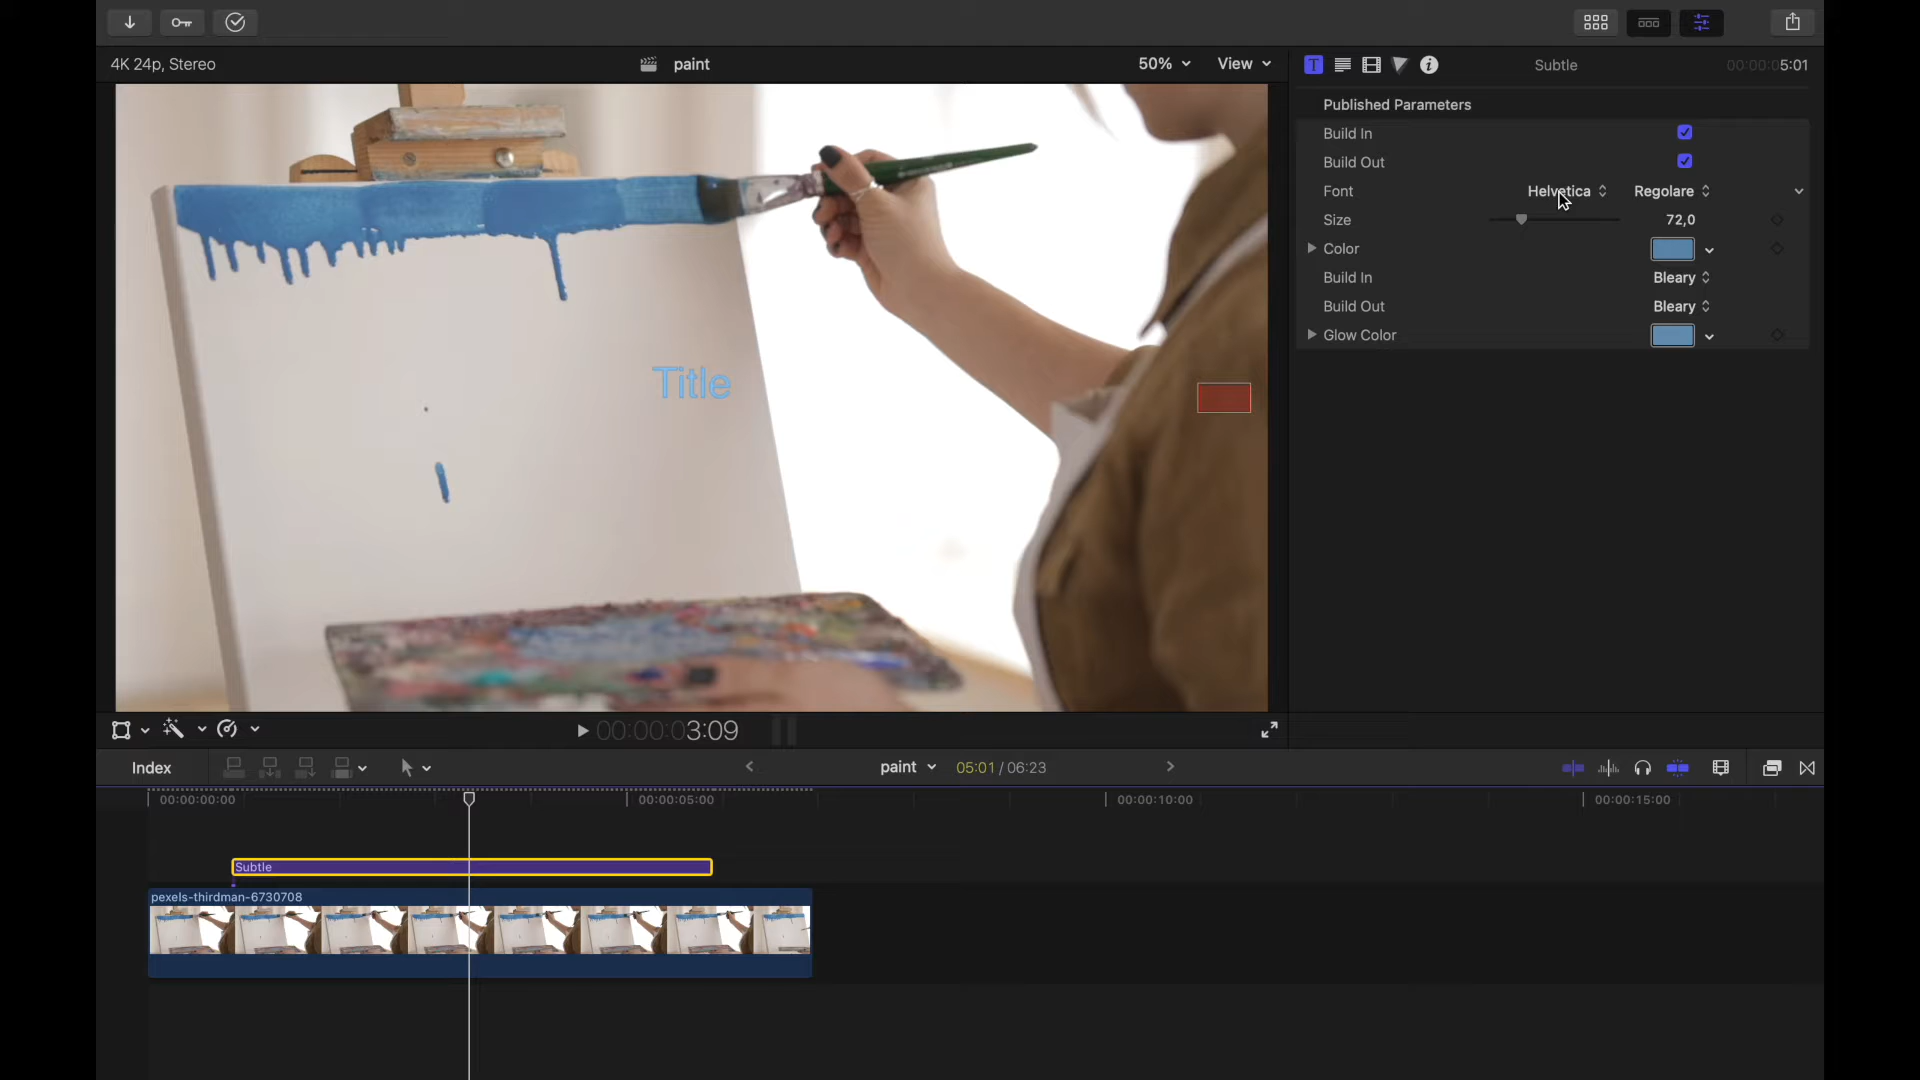 4K 24p, Stereo
paint
50%
View
T
i
Subtle
00:00:05:01
Published Parameters
Build In
Build Out
Font
Helvetica
Regolare
Size
72,0
Color
Build In
Bleary
Build Out
Bleary
Glow Color
Title
00:00:03:09
Index
paint
05:01 / 06:23
00:00:00:00
00:00:05:00
00:00:10:00
00:00:15:00
Subtle
pexels-thirdman-6730708